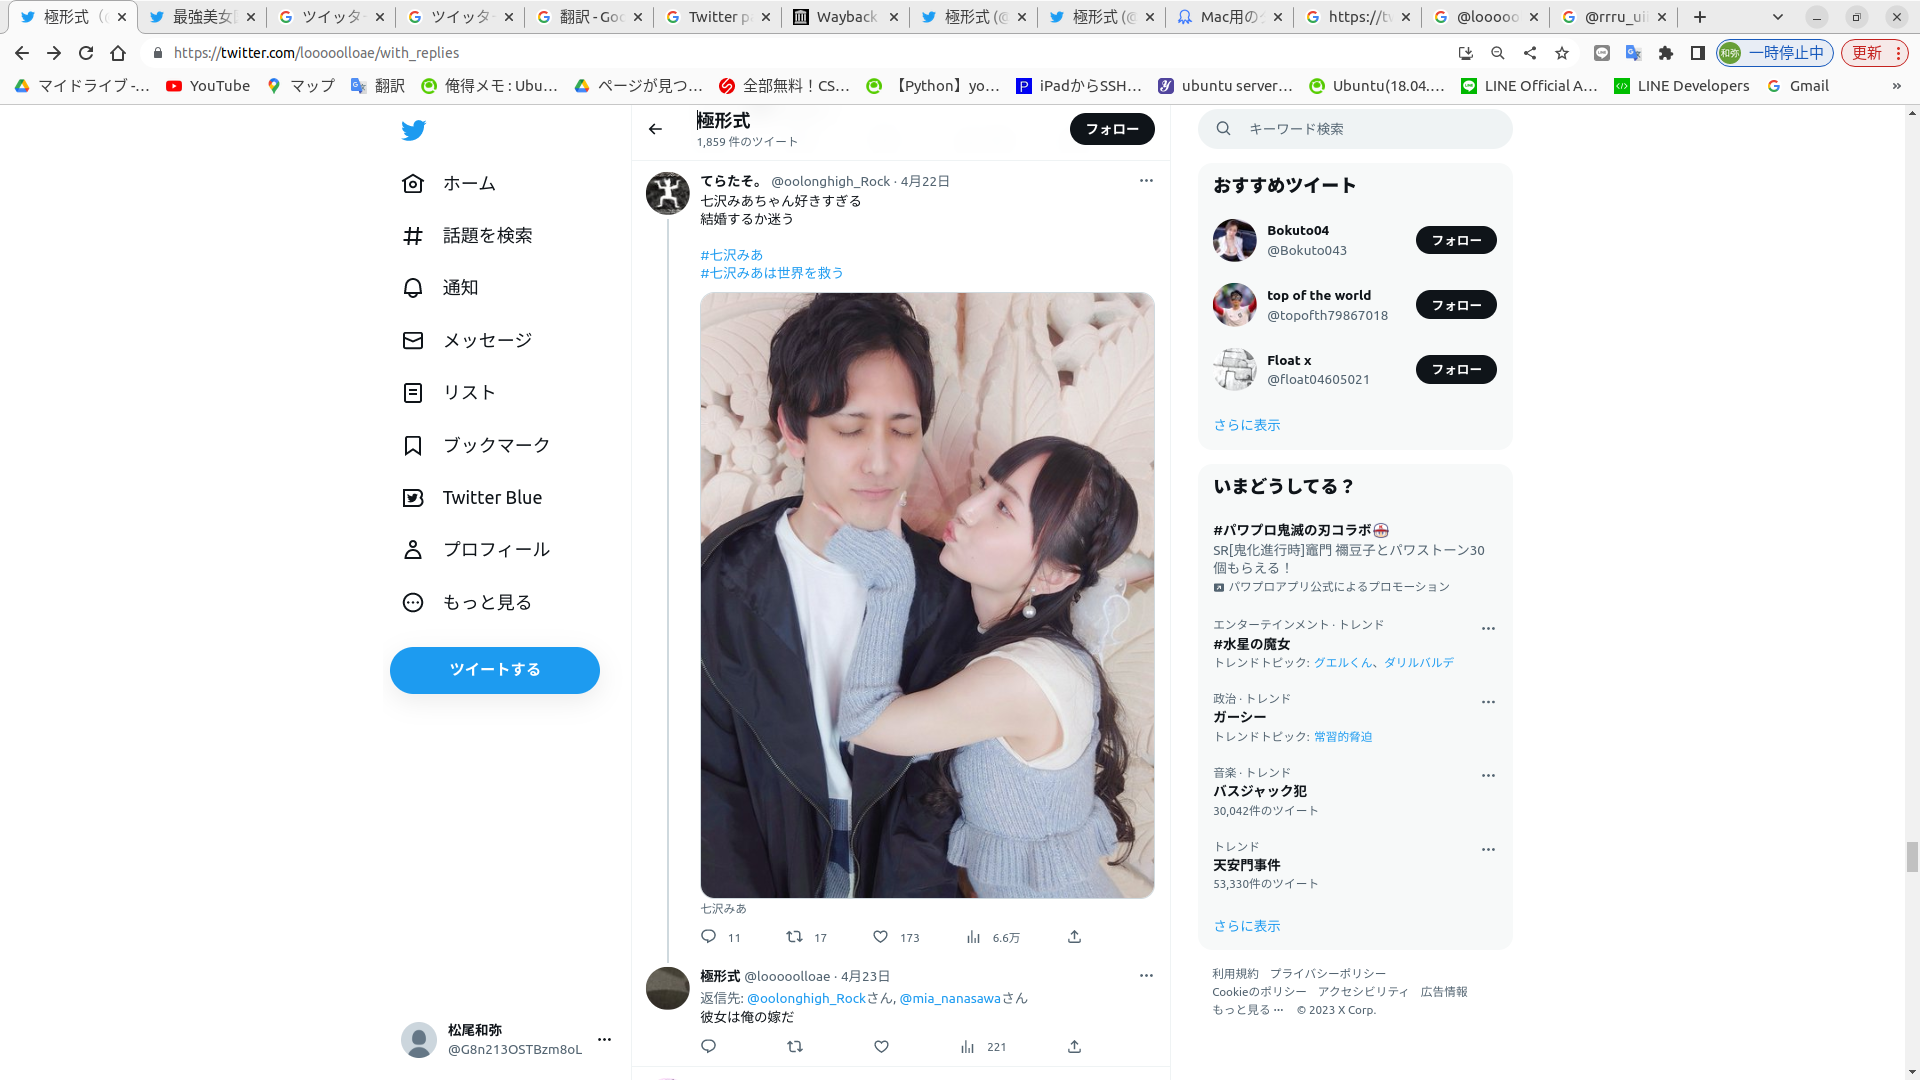 極形式 (@
最強美女図
ツイッター
ツイッター
翻訳 - Goo
Twitter pa
Wayback
極形式 (@
極形式 (@
Mac用のク
https://tw
@looooo
@rrru_uii
https://twitter.com/looooolloae/with_replies
和弥 一時停止中
更新
マイドライブ -...
YouTube
マップ
翻訳
俺得メモ : Ubu...
ページが見つ...
全部無料！CS...
【Python】yo...
iPadからSSH...
ubuntu server...
Ubuntu(18.04....
LINE Official A...
LINE Developers
Gmail
»
ホーム
話題を検索
通知
メッセージ
リスト
ブックマーク
Twitter Blue
プロフィール
もっと見る
ツイートする
松尾和弥
@G8n213OSTBzm8oL
極形式
1,859 件のツイート
フォロー
てらたそ。 @oolonghigh_Rock · 4月22日
七沢みあちゃん好きすぎる
結婚するか迷う
#七沢みあ
#七沢みあは世界を救う
七沢みあ
11 17 173 6.6万
極形式 @looooolloae · 4月23日
返信先: @oolonghigh_Rockさん, @mia_nanasawaさん
彼女は俺の嫁だ
221
キーワード検索
おすすめツイート
Bokuto04
@Bokuto043
フォロー
top of the world
@topofth79867018
フォロー
Float x
@float04605021
フォロー
さらに表示
いまどうしてる？
#パワプロ鬼滅の刃コラボ
SR[鬼化進行時]竈門 禰豆子とパワストーン30
個もらえる！
パワプロアプリ公式によるプロモーション
エンターテインメント · トレンド
#水星の魔女
トレンドトピック: グエルくん、ダリルバルデ
政治 · トレンド
ガーシー
トレンドトピック: 常習的脅迫
音楽 · トレンド
バスジャック犯
30,042件のツイート
トレンド
天安門事件
53,330件のツイート
さらに表示
利用規約 プライバシーポリシー
Cookieのポリシー アクセシビリティ 広告情報
もっと見る ··· © 2023 X Corp.